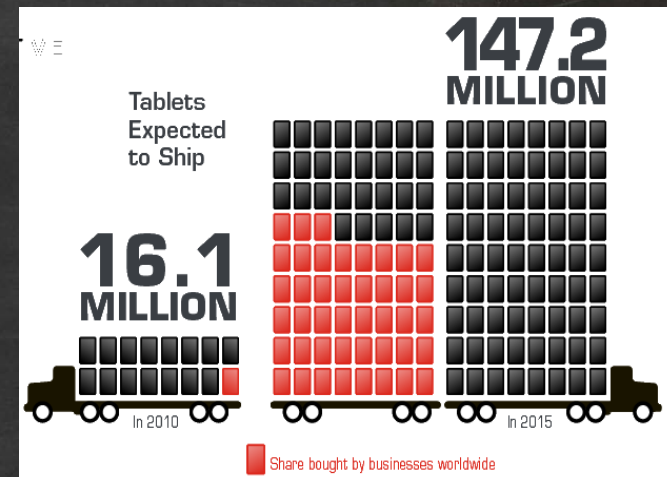 Tablets
Expected
to Ship
16.1
MILLION
In 2010
147.2
MILLION
In 2015
Share bought by businesses worldwide